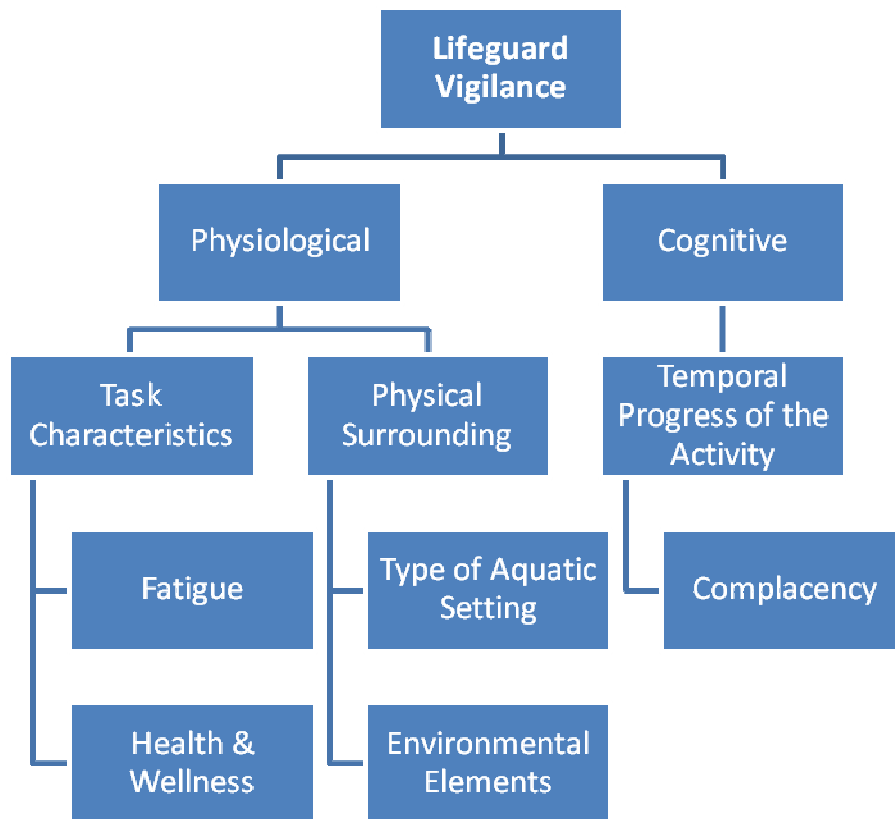 Lifeguard
Vigilance
Physiological
Cognitive
Task
Characteristics
Physical
Surrounding
Temporal
Progress of the
Activity
Fatigue
Type of Aquatic
Setting
Complacency
Health &
Wellness
Environmental
Elements